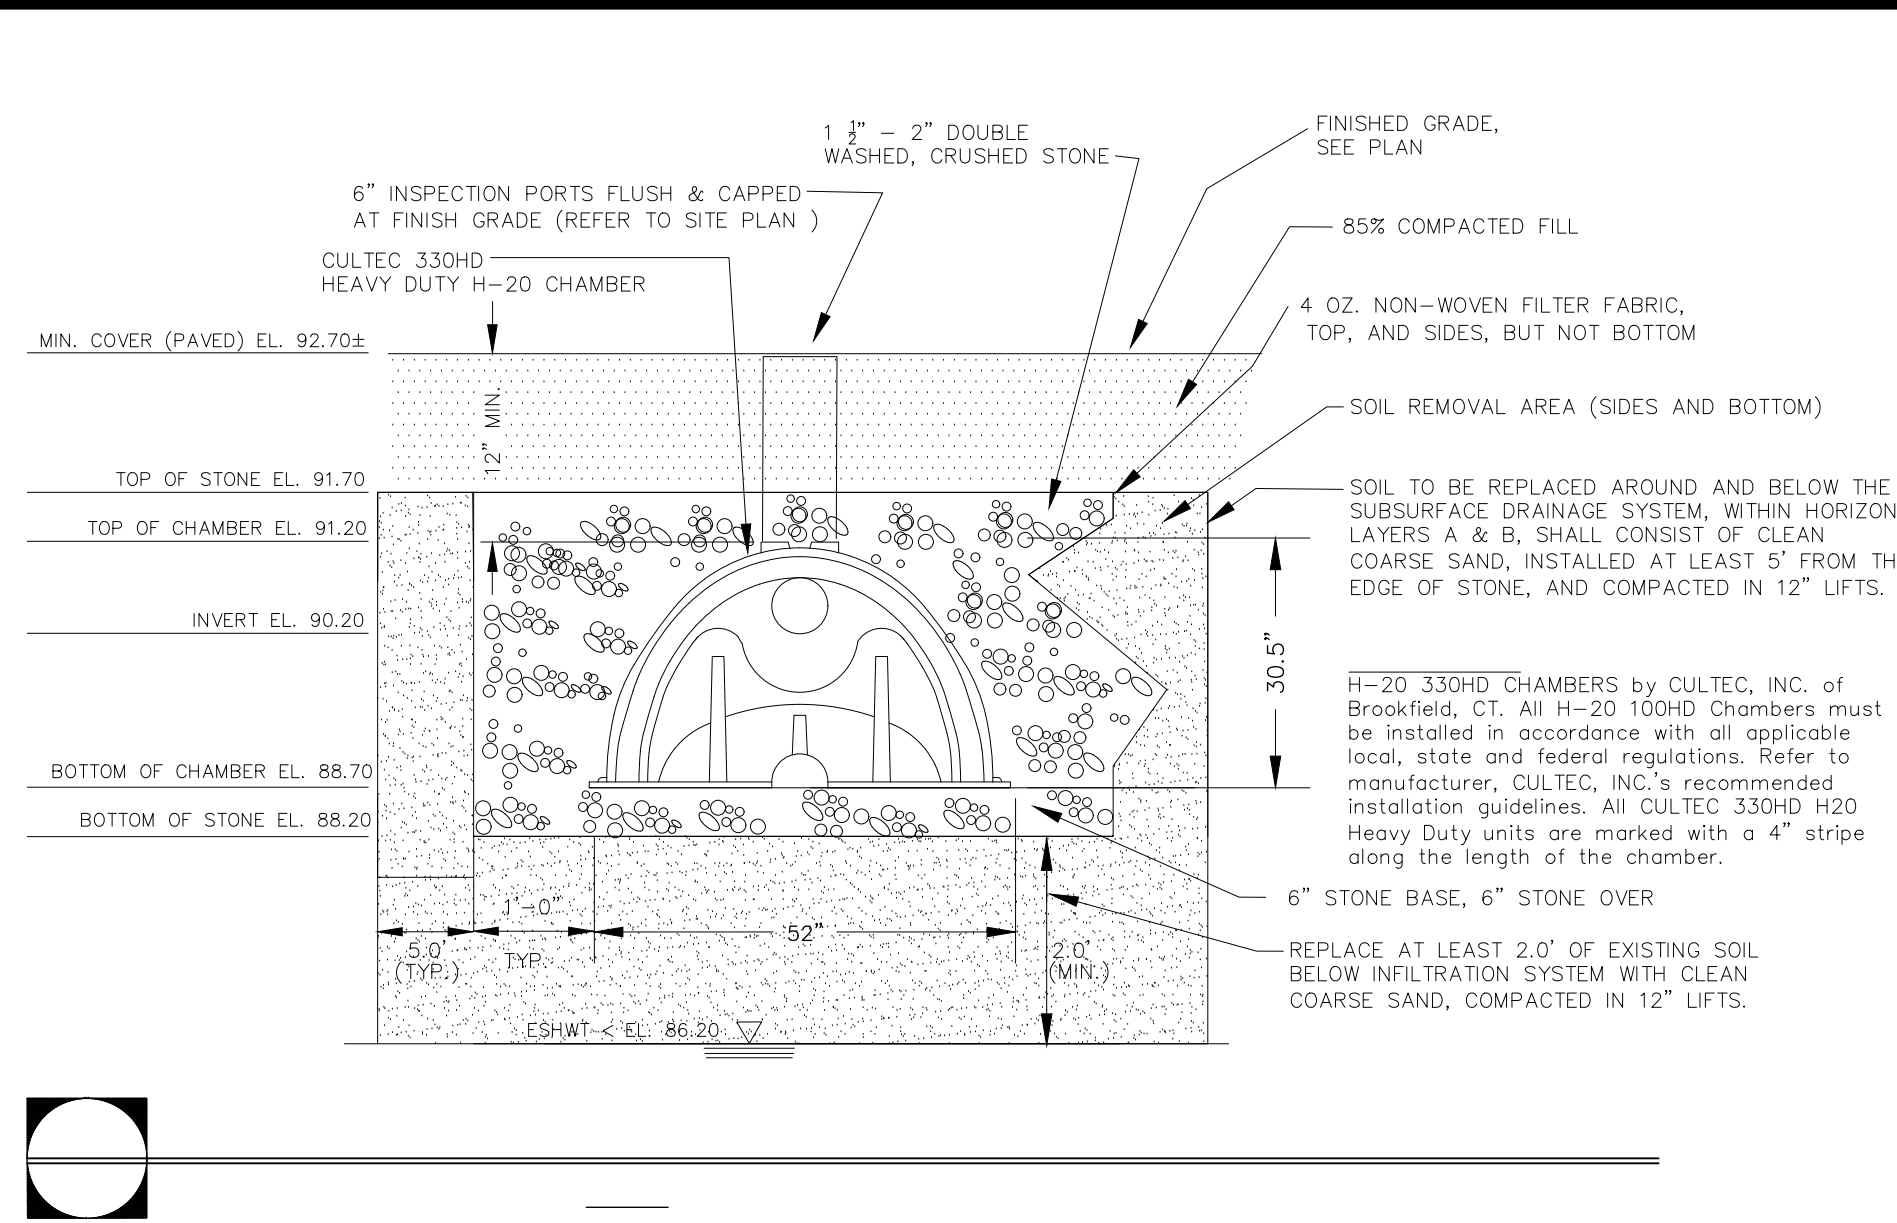 1 1/2" – 2" DOUBLE
WASHED, CRUSHED STONE
FINISHED GRADE,
SEE PLAN
6" INSPECTION PORTS FLUSH & CAPPED
AT FINISH GRADE (REFER TO SITE PLAN )
85% COMPACTED FILL
CULTEC 330HD
HEAVY DUTY H–20 CHAMBER
4 OZ. NON–WOVEN FILTER FABRIC,
TOP, AND SIDES, BUT NOT BOTTOM
MIN. COVER (PAVED) EL. 92.70±
12" MIN.
SOIL REMOVAL AREA (SIDES AND BOTTOM)
TOP OF STONE EL. 91.70
TOP OF CHAMBER EL. 91.20
SOIL TO BE REPLACED AROUND AND BELOW THE
SUBSURFACE DRAINAGE SYSTEM, WITHIN HORIZON
LAYERS A & B, SHALL CONSIST OF CLEAN
COARSE SAND, INSTALLED AT LEAST 5' FROM TH
EDGE OF STONE, AND COMPACTED IN 12" LIFTS.
INVERT EL. 90.20
30.5"
H–20 330HD CHAMBERS by CULTEC, INC. of
Brookfield, CT. All H–20 100HD Chambers must
be installed in accordance with all applicable
local, state and federal regulations. Refer to
manufacturer, CULTEC, INC.'s recommended
installation guidelines. All CULTEC 330HD H20
Heavy Duty units are marked with a 4" stripe
along the length of the chamber.
BOTTOM OF CHAMBER EL. 88.70
BOTTOM OF STONE EL. 88.20
6" STONE BASE, 6" STONE OVER
1'–0"
TYP.
52"
5.0'
(TYP.)
2.0'
(MIN.)
REPLACE AT LEAST 2.0' OF EXISTING SOIL
BELOW INFILTRATION SYSTEM WITH CLEAN
COARSE SAND, COMPACTED IN 12" LIFTS.
ESHWT < EL. 86.20